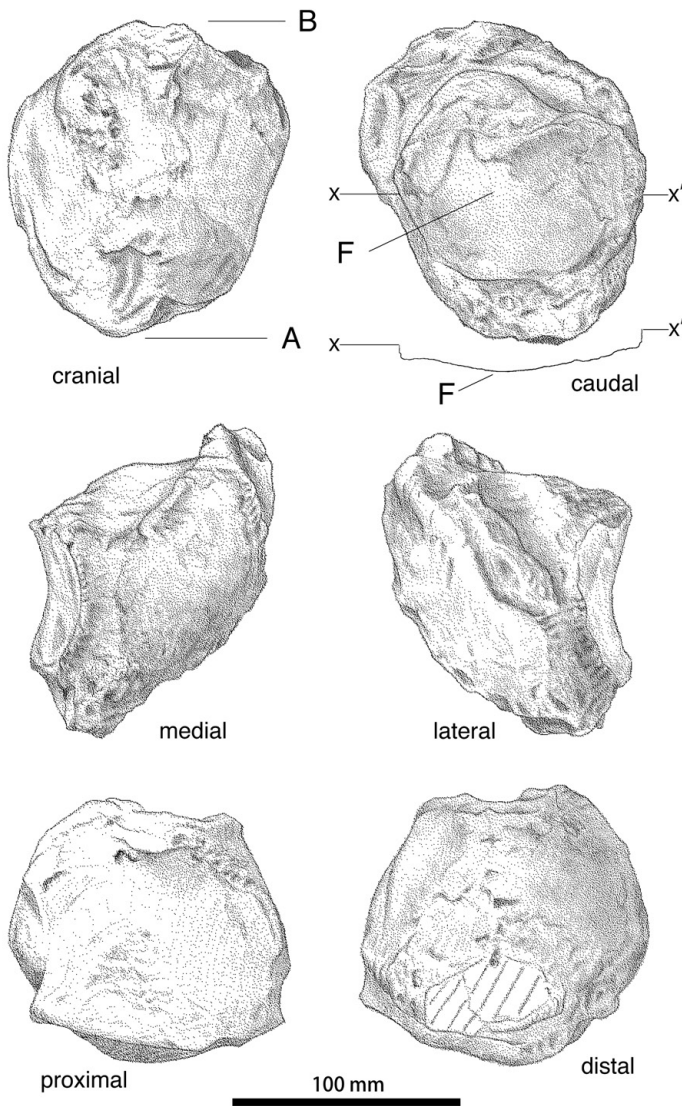 B
x x'
F
A
x x'
cranial
F
caudal
medial
lateral
proximal
distal
100 mm